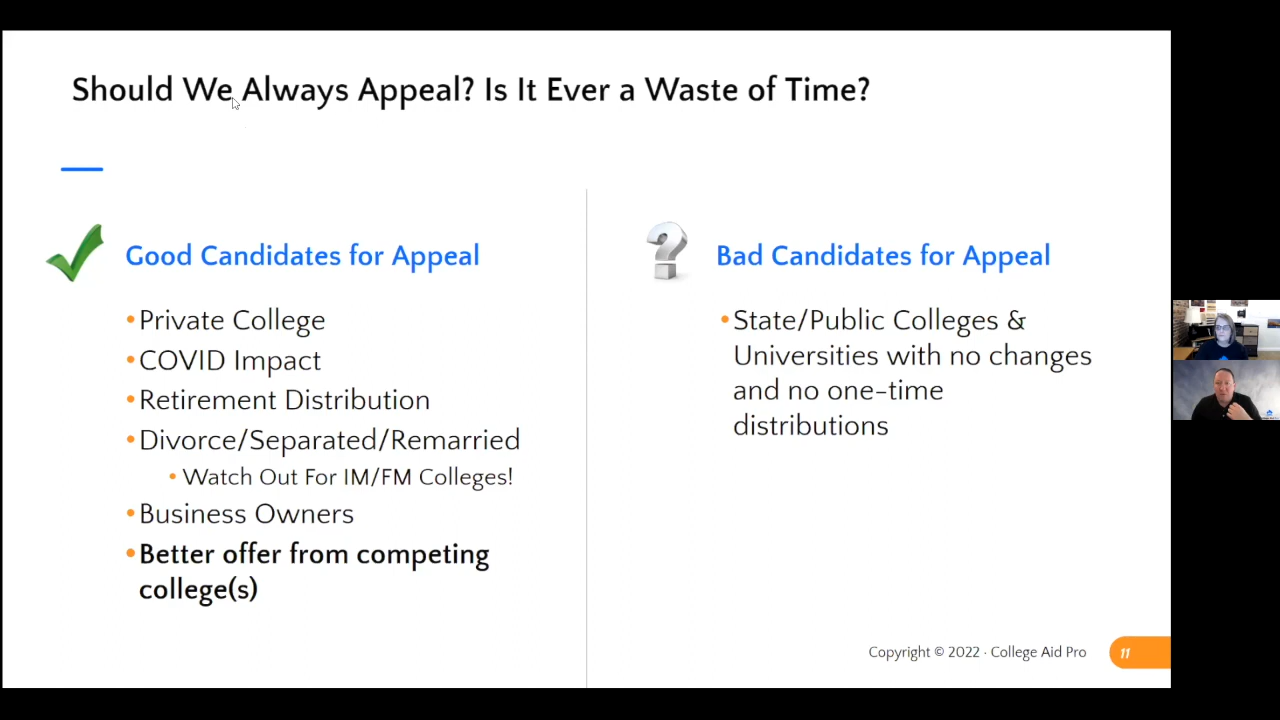 Should We Always Appeal? Is It Ever a Waste of Time?
Good Candidates for Appeal
•Private College
•COVID Impact
•Retirement Distribution
•Divorce/Separated/Remarried
•Watch Out For IM/FM Colleges!
•Business Owners
•Better offer from competing
college(s)
Bad Candidates for Appeal
•State/Public Colleges &
Universities with no changes
and no one-time
distributions
Copyright © 2022 · College Aid Pro
11